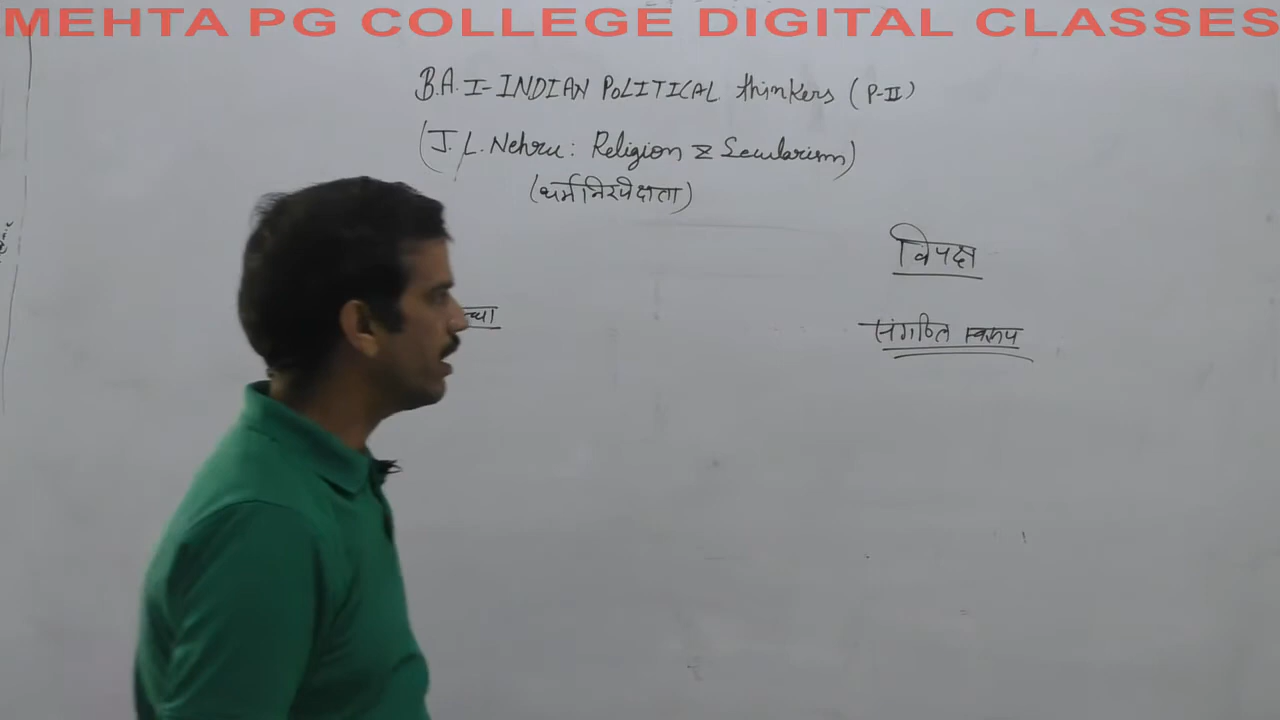 MEHTA PG COLLEGE DIGITAL CLASSES
B.A. I-INDIAN POLITICAL thinkers (P-II)
(J.L. Nehru: Religion & Secularism)
(धर्मनिरपेक्षता)
विपक्ष
संगठित स्वरूप